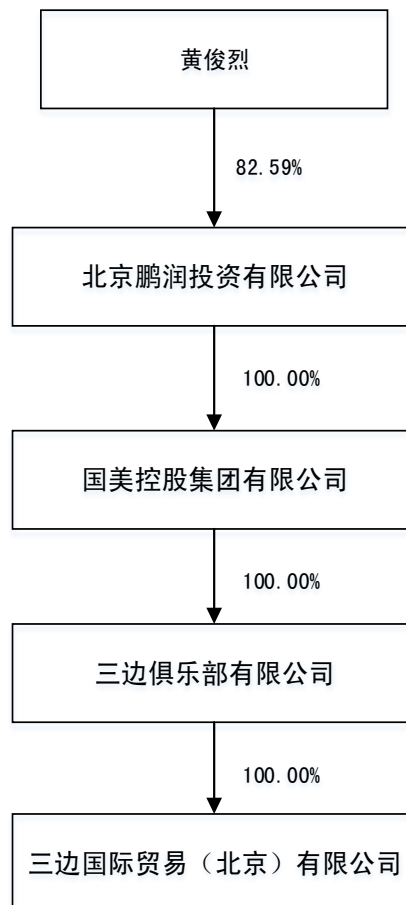 黄俊烈
82.59%
北京鹏润投资有限公司
100.00%
国美控股集团有限公司
100.00%
三边俱乐部有限公司
100.00%
三边国际贸易（北京）有限公司